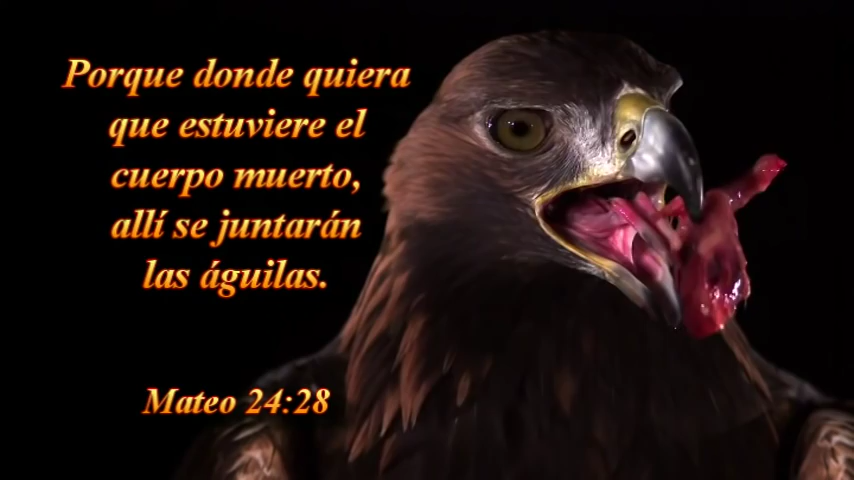 Porque donde quiera
que estuviere el
cuerpo muerto,
allí se juntarán
las águilas.
Mateo 24:28